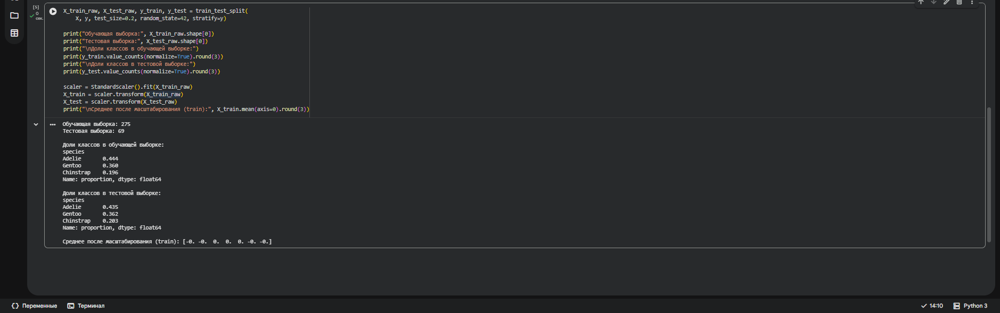 [5]
0
сек.
X_train_raw, X_test_raw, y_train, y_test = train_test_split(
    X, y, test_size=0.2, random_state=42, stratify=y)
print("Обучающая выборка:", X_train_raw.shape[0])
print("Тестовая выборка:", X_test_raw.shape[0])
print("\nДоли классов в обучающей выборке:")
print(y_train.value_counts(normalize=True).round(3))
print("\nДоли классов в тестовой выборке:")
print(y_test.value_counts(normalize=True).round(3))
scaler = StandardScaler().fit(X_train_raw)
X_train = scaler.transform(X_train_raw)
X_test = scaler.transform(X_test_raw)
print("\nСреднее после масштабирования (train):", X_train.mean(axis=0).round(3))
Обучающая выборка: 275
Тестовая выборка: 69
Доли классов в обучающей выборке:
species
Adelie       0.444
Gentoo       0.360
Chinstrap    0.196
Name: proportion, dtype: float64
Доли классов в тестовой выборке:
species
Adelie       0.435
Gentoo       0.362
Chinstrap    0.203
Name: proportion, dtype: float64
Среднее после масштабирования (train): [-0. -0.  0.  0.  0. -0. -0.]
Переменные
Терминал
14:10
Python 3